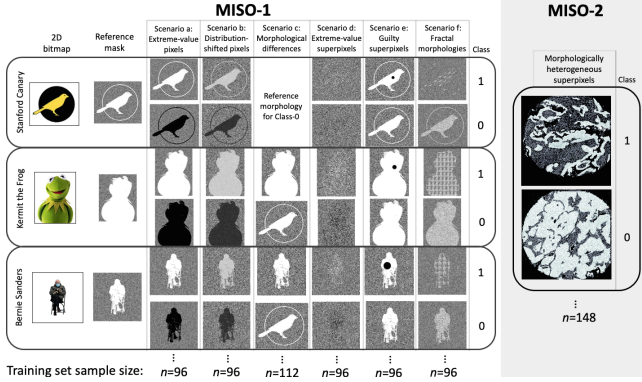 MISO-1
MISO-2
2D
bitmap
Reference
mask
Scenario a:
Extreme-value
pixels
Scenario b:
Distribution-
shifted pixels
Scenario c:
Morphological
differences
Scenario d:
Extreme-value
superpixels
Scenario e:
Guilty
superpixels
Scenario f:
Fractal
morphologies
Class
Stanford Canary
Reference
morphology
for Class-0
1
0
Kermit the Frog
1
0
Bernie Sanders
1
0
Training set sample size:
⋮
n=96
⋮
n=96
⋮
n=112
⋮
n=96
⋮
n=96
⋮
n=96
Morphologically
heterogeneous
superpixels
Class
1
0
⋮
n=148